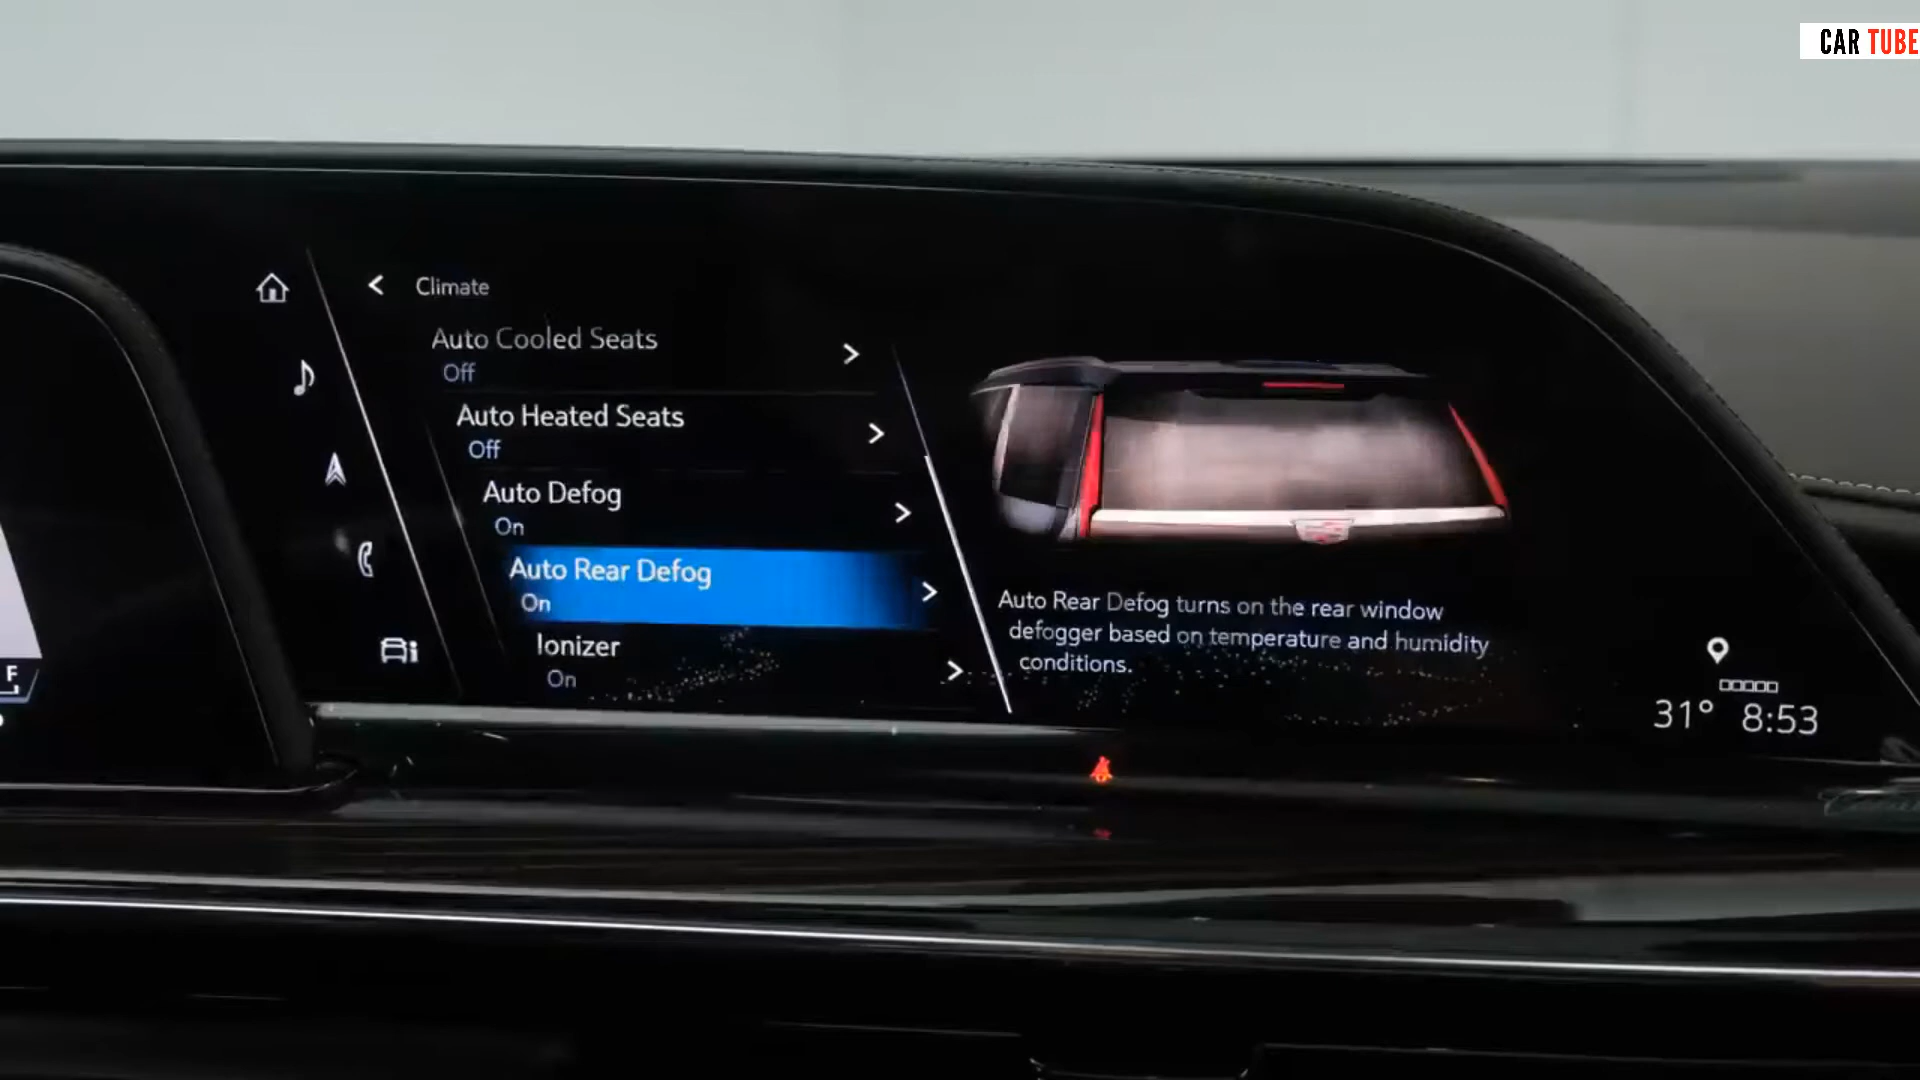 CAR TUBE
Climate
Auto Cooled Seats
Off
Auto Heated Seats
Off
Auto Defog
On
Auto Rear Defog
On
Ionizer
On
Auto Rear Defog turns on the rear window
defogger based on temperature and humidity
conditions.
31° 8:53
F